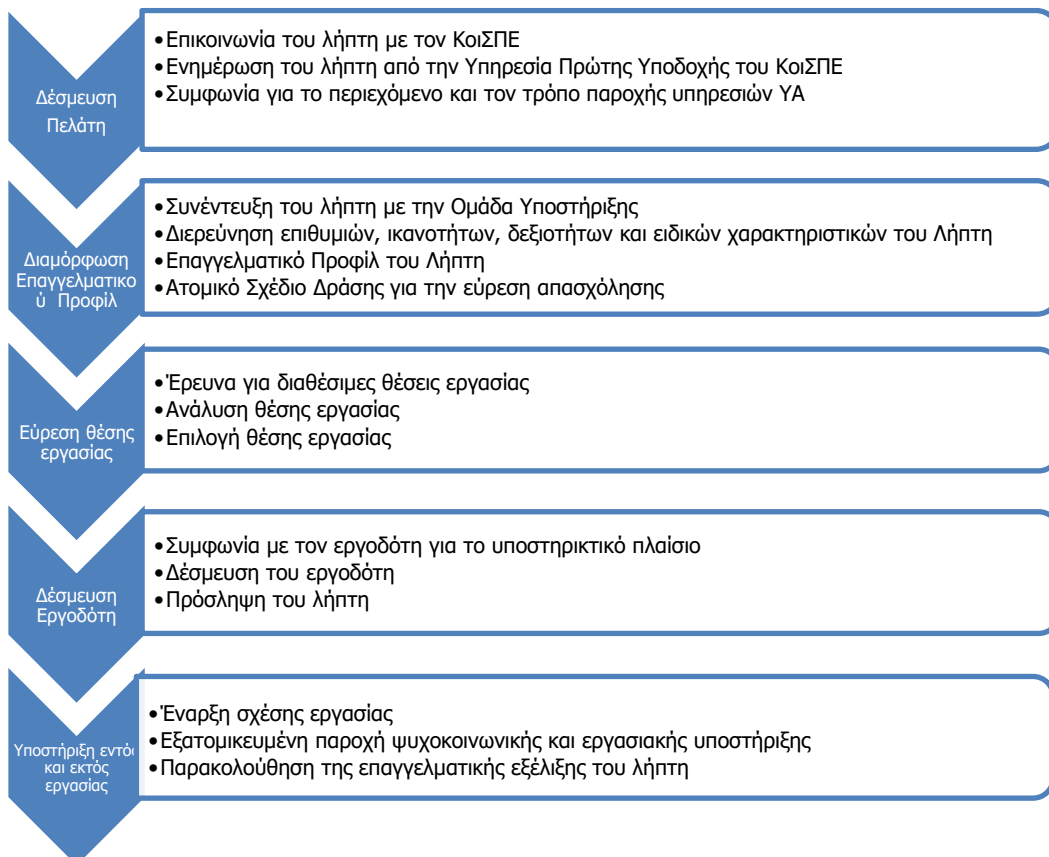 Δέσμευση
Πελάτη
•Επικοινωνία του λήπτη με τον ΚοιΣΠΕ
•Ενημέρωση του λήπτη από την Υπηρεσία Πρώτης Υποδοχής του ΚοιΣΠΕ
•Συμφωνία για το περιεχόμενο και τον τρόπο παροχής υπηρεσιών ΥΑ
Διαμόρφωση
Επαγγελματικο
ύ Προφίλ
•Συνέντευξη του λήπτη με την Ομάδα Υποστήριξης
•Διερεύνηση επιθυμιών, ικανοτήτων, δεξιοτήτων και ειδικών χαρακτηριστικών του Λήπτη
•Επαγγελματικό Προφίλ του Λήπτη
•Ατομικό Σχέδιο Δράσης για την εύρεση απασχόλησης
Εύρεση θέσης
εργασίας
•Έρευνα για διαθέσιμες θέσεις εργασίας
•Ανάλυση θέσης εργασίας
•Επιλογή θέσης εργασίας
Δέσμευση
Εργοδότη
•Συμφωνία με τον εργοδότη για το υποστηρικτικό πλαίσιο
•Δέσμευση του εργοδότη
•Πρόσληψη του λήπτη
Υποστήριξη εντός
και εκτός
εργασίας
•Έναρξη σχέσης εργασίας
•Εξατομικευμένη παροχή ψυχοκοινωνικής και εργασιακής υποστήριξης
•Παρακολούθηση της επαγγελματικής εξέλιξης του λήπτη